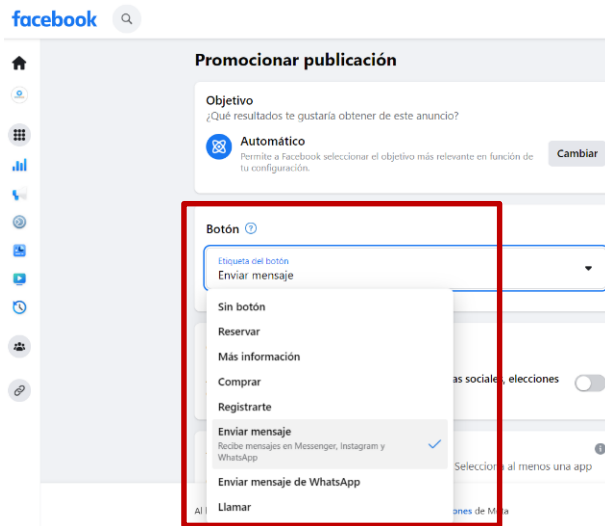 facebook
Promocionar publicación
Objetivo
¿Qué resultados te gustaría obtener de este anuncio?
Automático
Permite a Facebook seleccionar el objetivo más relevante en función de
tu configuración.
Cambiar
Botón
Etiqueta del botón
Enviar mensaje
Sin botón
Reservar
Más información
Comprar
as sociales, elecciones
Registrarte
Enviar mensaje
Recibe mensajes en Messenger, Instagram y
WhatsApp
Selecciona al menos una app
Enviar mensaje de WhatsApp
Llamar
Al
ones de Meta